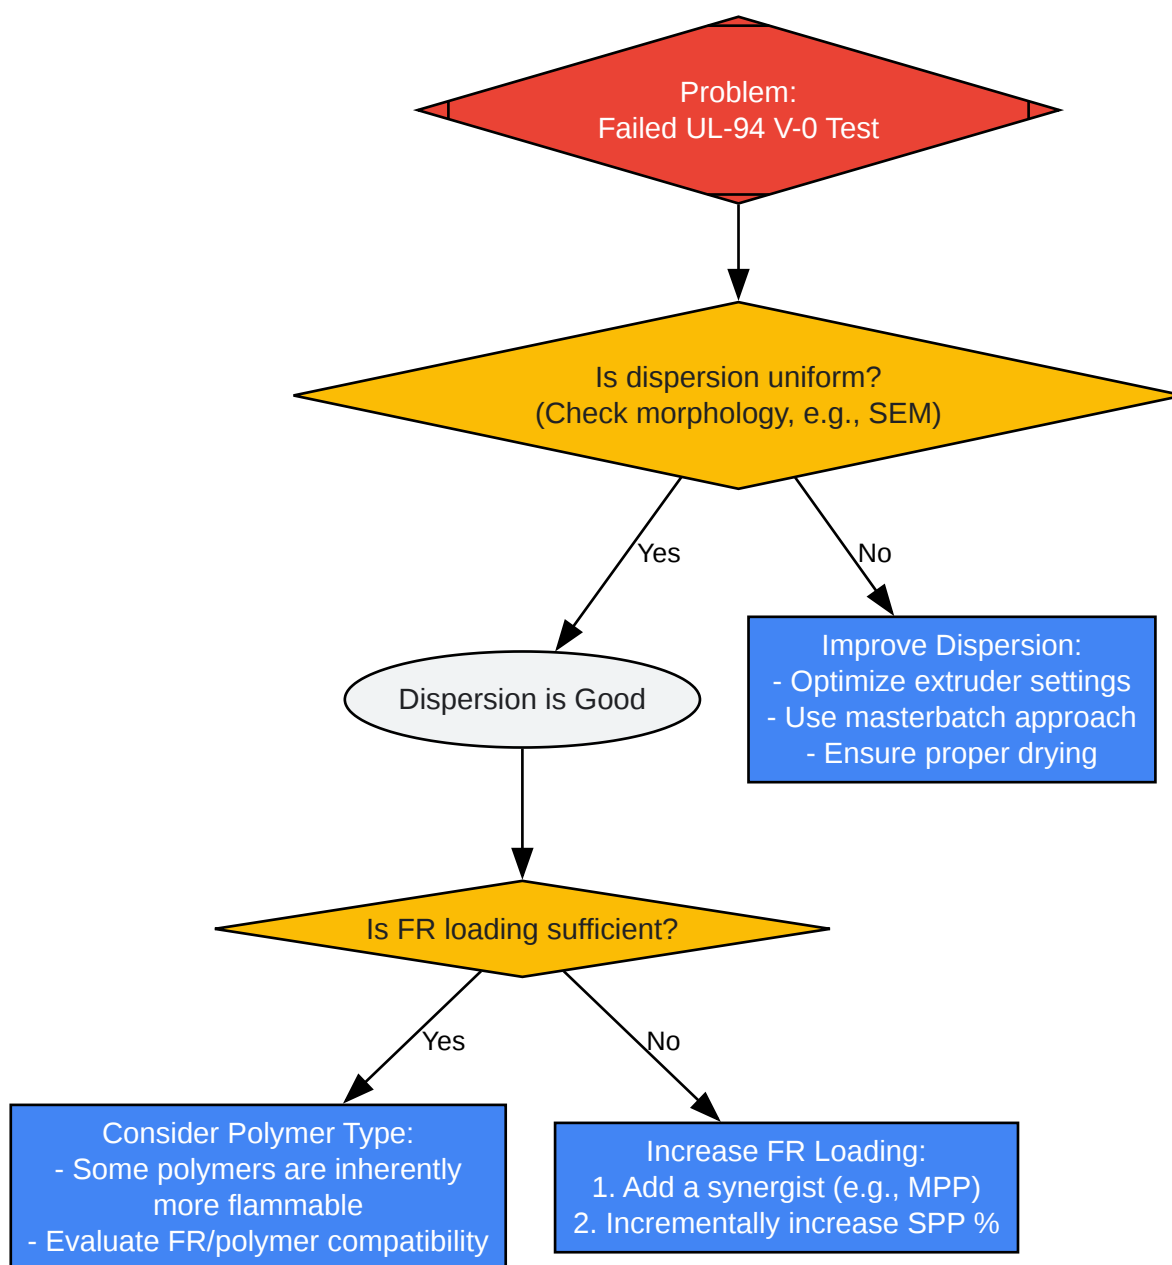 Problem:
Failed UL-94 V-0 Test
Is dispersion uniform?
(Check morphology, e.g., SEM)
Yes
No
Improve Dispersion:
- Optimize extruder settings
- Use masterbatch approach
- Ensure proper drying
Dispersion is Good
Is FR loading sufficient?
Yes
No
Consider Polymer Type:
- Some polymers are inherently
more flammable
- Evaluate FR/polymer compatibility
Increase FR Loading:
1. Add a synergist (e.g., MPP)
2. Incrementally increase SPP %